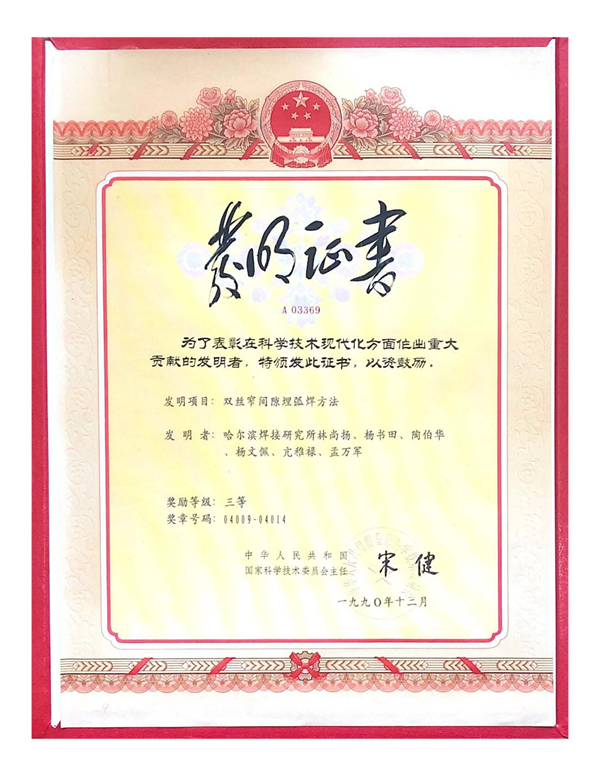 發明证書
A 03369
为了表彰在科学技术现代化方面作出重大
贡献的发明者，特颁发此证书，以资鼓励。
发明项目：双丝窄间隙埋弧焊方法
发 明 者：哈尔滨焊接研究所林尚扬、杨书田、陶伯华
、杨文佩、亢雅禄、孟万军
奖励等级：三等
奖章号码：04009-04014
中华人民共和国
国家科学技术委员会主任 宋健
一九九〇年十二月